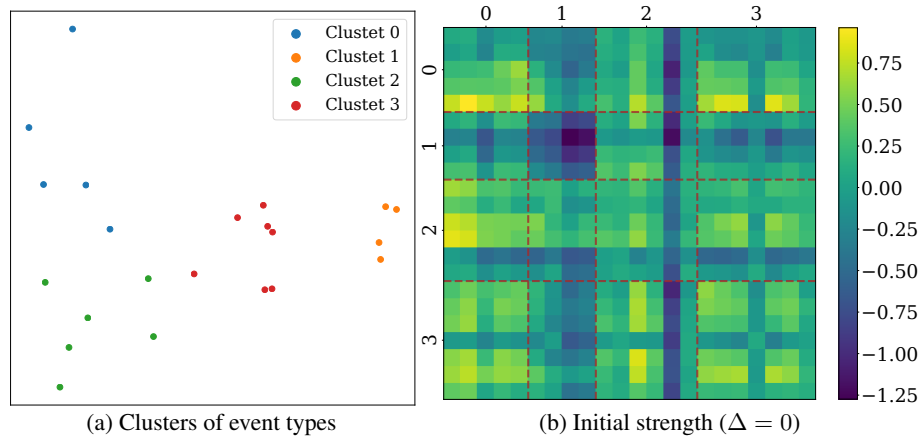 Clustet 0
Clustet 1
Clustet 2
Clustet 3
(a) Clusters of event types
0 1 2 3
0
1
2
3
0.75
0.50
0.25
0.00
−0.25
−0.50
−0.75
−1.00
−1.25
(b) Initial strength (Δ = 0)